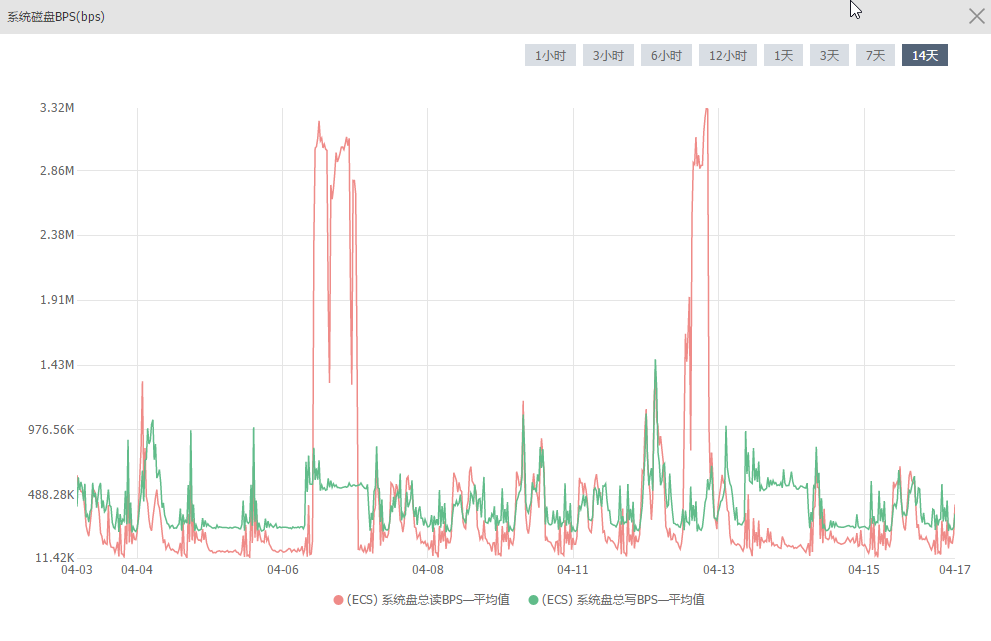 系统磁盘BPS(bps)
1小时 3小时 6小时 12小时 1天 3天 7天 14天
3.32M
2.86M
2.38M
1.91M
1.43M
976.56K
488.28K
11.42K
04-03 04-04 04-06 04-08 04-11 04-13 04-15 04-17
(ECS) 系统盘总读BPS—平均值 (ECS) 系统盘总写BPS—平均值